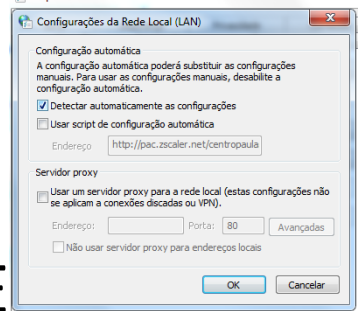 Configurações da Rede Local (LAN)
Configuração automática
A configuração automática poderá substituir as configurações
manuais. Para usar as configurações manuais, desabilite a
configuração automática.
Detectar automaticamente as configurações
Usar script de configuração automática
Endereço http://pac.zscaler.net/centropaula
Servidor proxy
Usar um servidor proxy para a rede local (estas configurações não
se aplicam a conexões discadas ou VPN).
Endereço: Porta: 80 Avançadas
Não usar servidor proxy para endereços locais
OK Cancelar